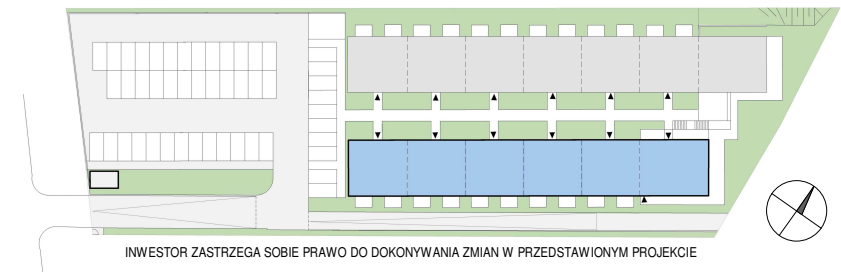 INWESTOR ZASTRZEGA SOBIE PRAWO DO DOKONYWANIA ZMIAN W PRZEDSTAWIONYM PROJEKCIE